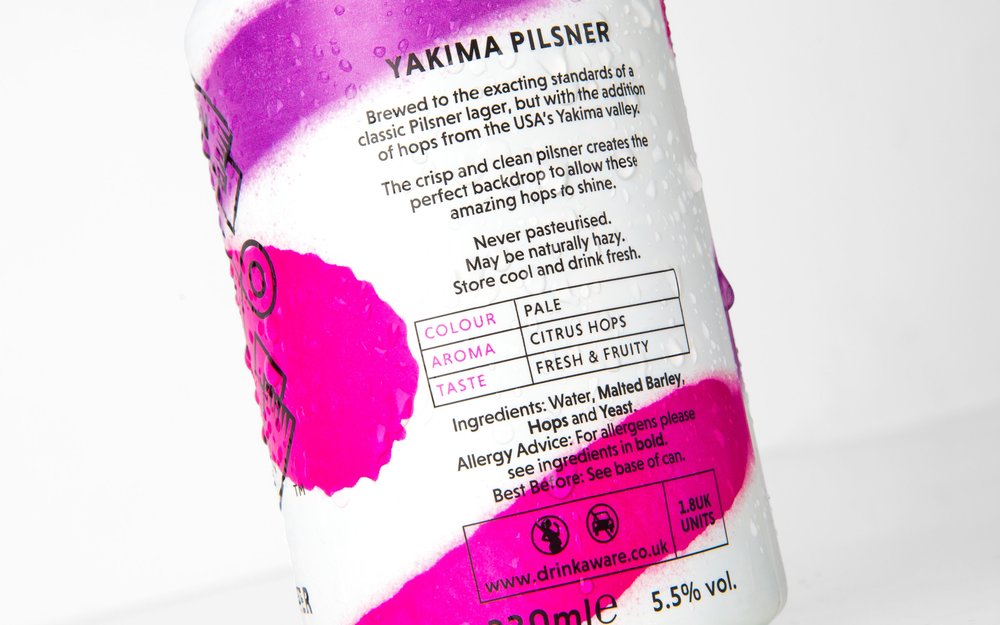 YAKIMA PILSNER
Brewed to the exacting standards of a
classic Pilsner lager, but with the addition
of hops from the USA's Yakima valley.
The crisp and clean pilsner creates the
perfect backdrop to allow these
amazing hops to shine.
Never pasteurised.
May be naturally hazy.
Store cool and drink fresh.
COLOUR PALE
AROMA CITRUS HOPS
TASTE FRESH & FRUITY
Ingredients: Water, Malted Barley,
Hops and Yeast.
Allergy Advice: For allergens please
see ingredients in bold.
Best Before: See base of can.
1.8UK
UNITS
www.drinkaware.co.uk
330ml e 5.5% vol.
TM